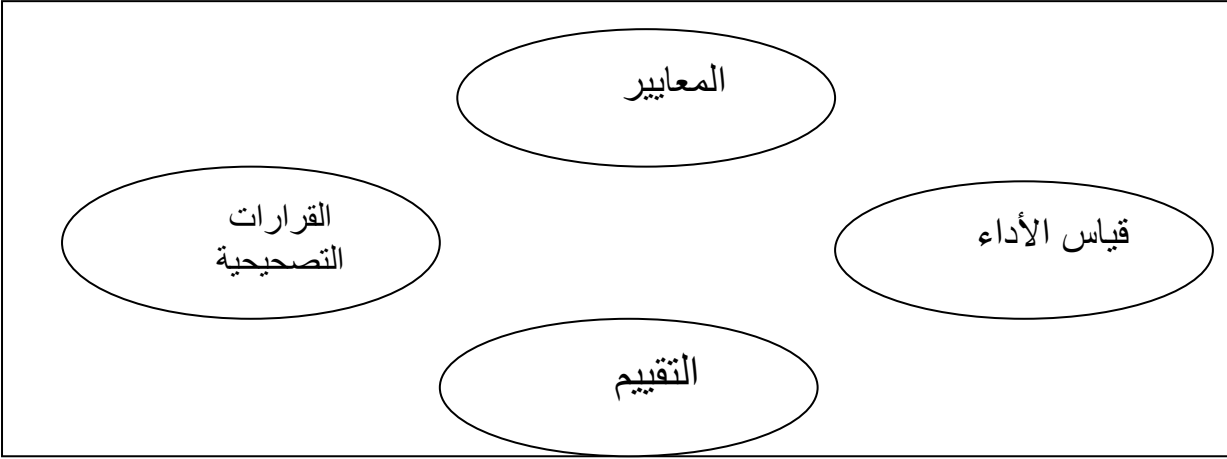 المعايير
قياس الأداء
القرارات
التصحيحية
التقييم